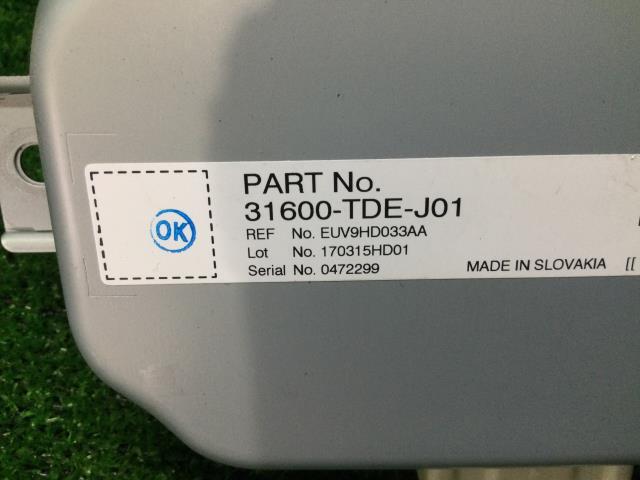 OK
PART No.
31600-TDE-J01
REF No. EUV9HD033AA
Lot No. 170315HD01
Serial No. 0472299
MADE IN SLOVAKIA [[